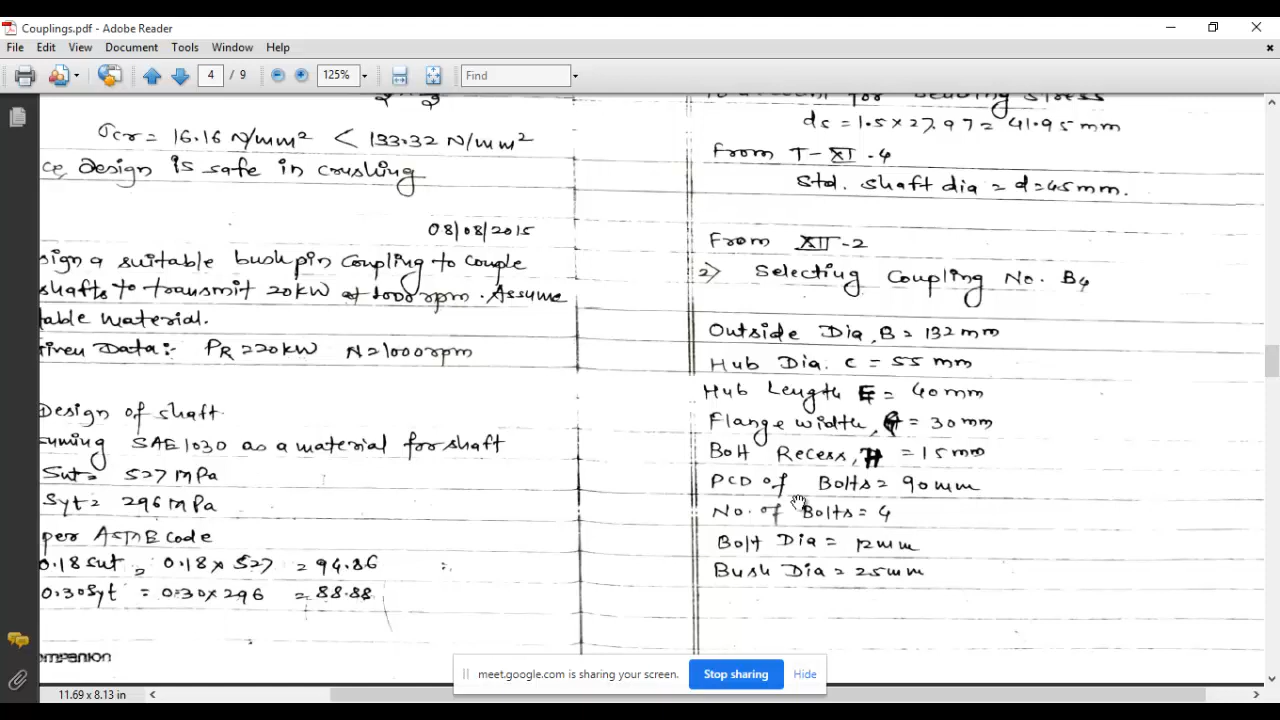 Couplings.pdf - Adobe Reader
File Edit View Document Tools Window Help
4 / 9 125% Find
σcr = 16.16 N/mm² < 133.32 N/mm²
ce design is safe in crushing
08/08/2015
sign a suitable bush pin coupling to couple
shafts to transmit 20kW at 1000rpm. Assume
table material.
Given Data:- PR = 20kW N = 1000rpm
Design of shaft
suming SAE1030 as a material for shaft
Sut = 527 mPa
Syt = 296 mPa
per ASME code
0.18 Sut = 0.18 x 527 = 94.86
0.30 Syt = 0.30 x 296 = 88.88
for bending stress
ds = 1.5 x 27.97 = 41.95 mm
From T-XI-4
Std. shaft dia = d = 45 mm.
From XII-2
2) Selecting Coupling No. B4
Outside Dia, B = 132 mm
Hub Dia. C = 55 mm
Hub Length E = 40 mm
Flange width, G = 30 mm
Bolt Recess, H = 15 mm
PCD of Bolts = 90 mm
No. of Bolts = 4
Bolt Dia = 12 mm
Bush Dia = 25 mm
ompanion
meet.google.com is sharing your screen. Stop sharing Hide
11.69 x 8.13 in